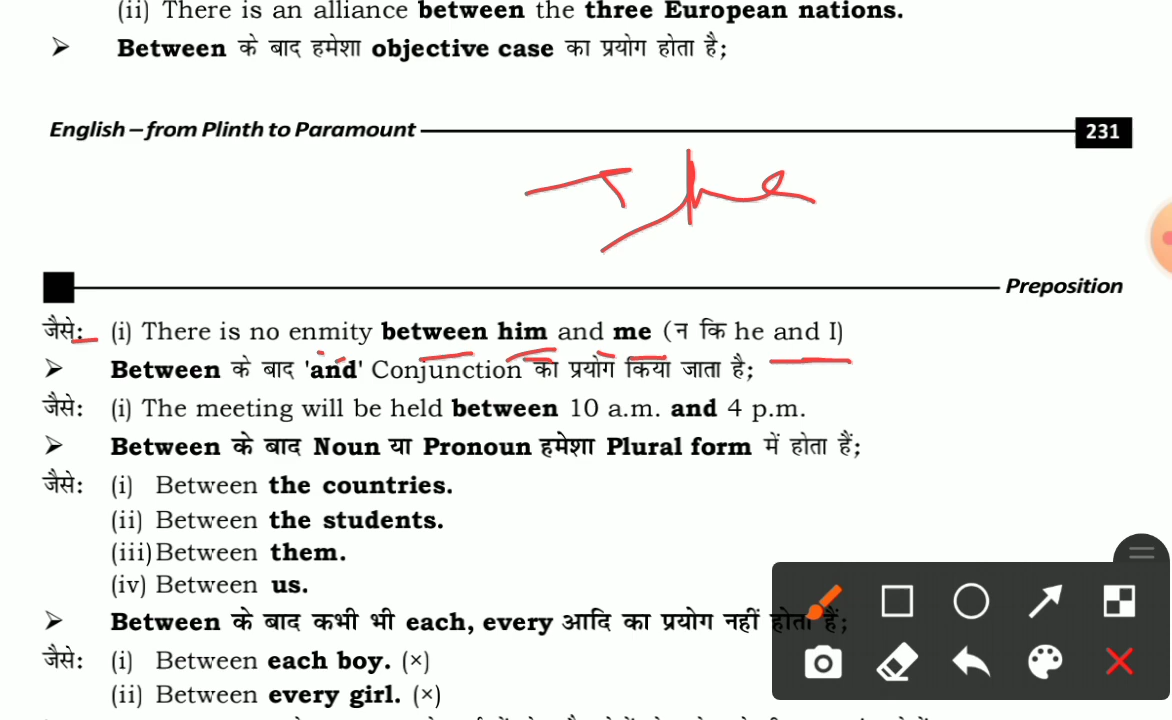 (ii) There is an alliance between the three European nations.
➤ Between के बाद हमेशा objective case का प्रयोग होता है;
English – from Plinth to Paramount 231
The
Preposition
जैसे: (i) There is no enmity between him and me (न कि he and I)
➤ Between के बाद 'and' Conjunction का प्रयोग किया जाता है;
जैसे: (i) The meeting will be held between 10 a.m. and 4 p.m.
➤ Between के बाद Noun या Pronoun हमेशा Plural form में होता हैं;
जैसे: (i) Between the countries.
(ii) Between the students.
(iii) Between them.
(iv) Between us.
➤ Between के बाद कभी भी each, every आदि का प्रयोग नहीं होता हैं;
जैसे: (i) Between each boy. (×)
(ii) Between every girl. (×)